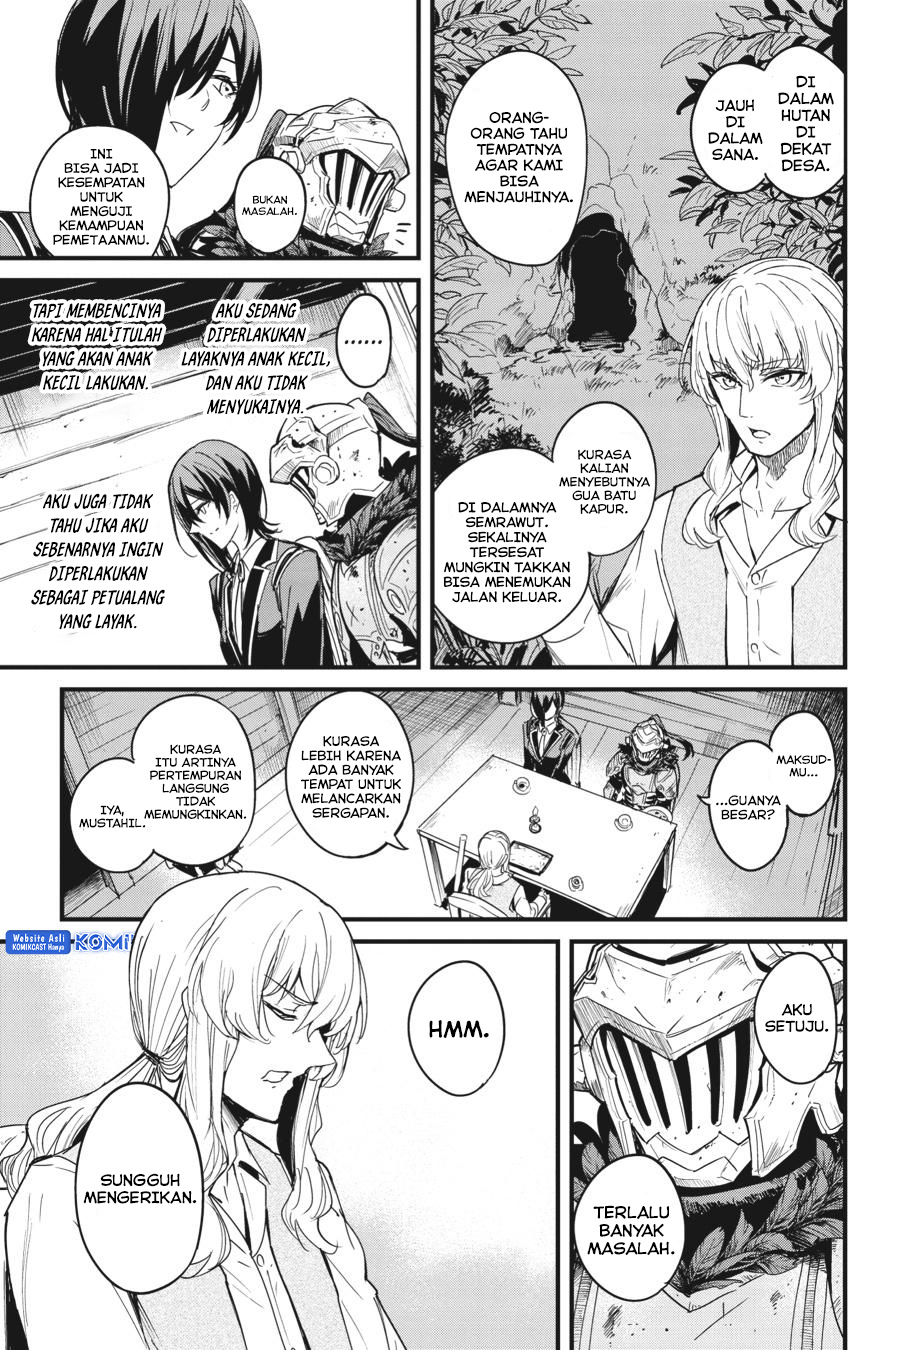 DI
DALAM
HUTAN
DI
DEKAT
DESA.
JAUH
DI
DALAM
SANA.
ORANG-
ORANG TAHU
TEMPATNYA
AGAR KAMI
BISA
MENJAUHINYA.
KURASA
KALIAN
MENYEBUTNYA
GUA BATU
KAPUR.
DI DALAMNYA
SEMRAWUT.
SEKALINYA
TERSESAT
MUNGKIN TAKKAN
BISA MENEMUKAN
JALAN KELUAR.
BUKAN
MASALAH.
INI
BISA JADI
KESEMPATAN
UNTUK
MENGUJI
KEMAMPUAN
PEMETAANMU.
......
AKU SEDANG
DIPERLAKUKAN
LAYAKNYA ANAK KECIL,
DAN AKU TIDAK
MENYUKAINYA.
TAPI MEMBENCINYA
KARENA HAL ITULAH
YANG AKAN ANAK
KECIL LAKUKAN.
AKU JUGA TIDAK
TAHU JIKA AKU
SEBENARNYA INGIN
DIPERLAKUKAN
SEBAGAI PETUALANG
YANG LAYAK.
MAKSUD-
MU...
...GUANYA
BESAR?
KURASA
LEBIH KARENA
ADA BANYAK
TEMPAT UNTUK
MELANCARKAN
SERGAPAN.
KURASA
ITU ARTINYA
PERTEMPURAN
LANGSUNG
TIDAK
MEMUNGKINKAN.
IYA,
MUSTAHIL.
AKU
SETUJU.
TERLALU
BANYAK
MASALAH.
HMM.
SUNGGUH
MENGERIKAN.
Website Asli
KOMIKCAST Hanya
KOMI